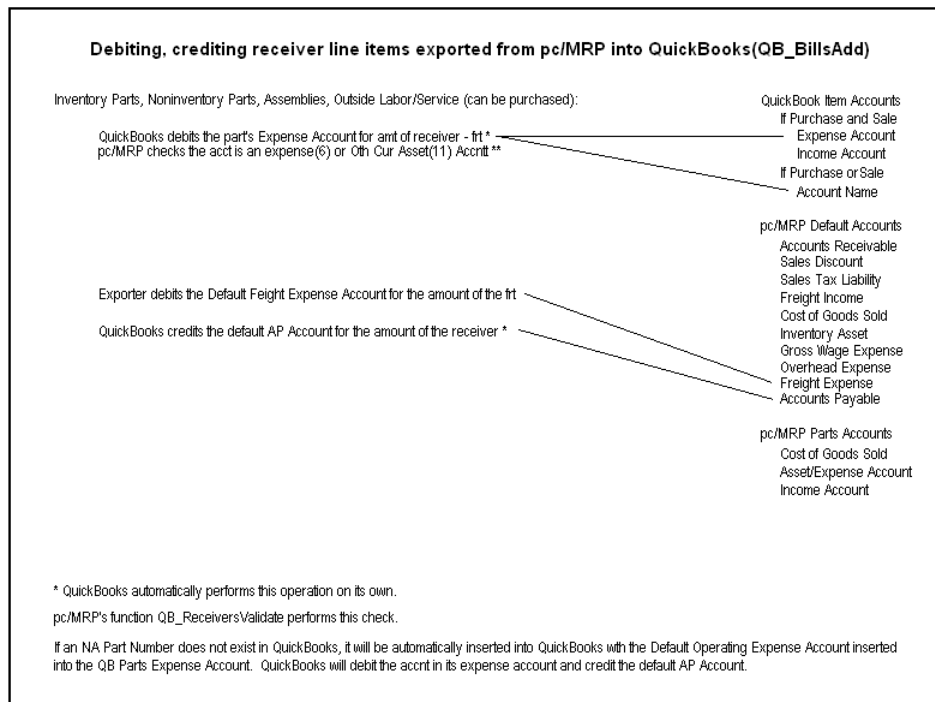 Debiting, crediting receiver line items exported from pc/MRP into QuickBooks(QB_BillsAdd)
Inventory Parts, Noninventory Parts, Assemblies, Outside Labor/Service (can be purchased):
QuickBooks debits the part's Expense Account for amt of receiver - frt *
pc/MRP checks the acct is an expense(6) or Oth Cur Asset(11) Accntt **
Exporter debits the Default Feight Expense Account for the amount of the frt
QuickBooks credits the default AP Account for the amount of the receiver *
QuickBook Item Accounts
If Purchase and Sale
Expense Account
Income Account
If Purchase or Sale
Account Name
pc/MRP Default Accounts
Accounts Receivable
Sales Discount
Sales Tax Liability
Freight Income
Cost of Goods Sold
Inventory Asset
Gross Wage Expense
Overhead Expense
Freight Expense
Accounts Payable
pc/MRP Parts Accounts
Cost of Goods Sold
Asset/Expense Account
Income Account
* QuickBooks automatically performs this operation on its own.
pc/MRP's function QB_ReceiversValidate performs this check.
If an NA Part Number does not exist in QuickBooks, it will be automatically inserted into QuickBooks wth the Default Operating Expense Account inserted
into the QB Parts Expense Account. QuickBooks will debit the accnt in its expense account and credit the default AP Account.